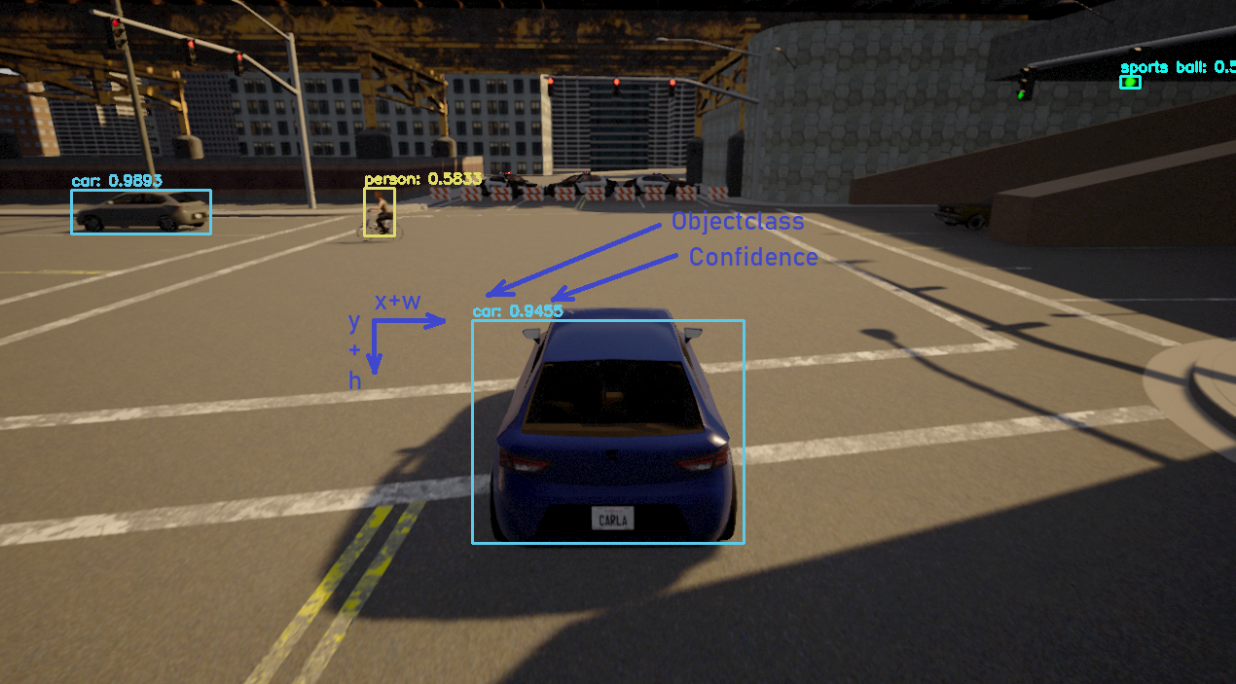 sports ball: 0.5
car: 0.9893
person: 0.5833
Objectclass
Confidence
x+w
y
+
h
car: 0.9455
CARLA